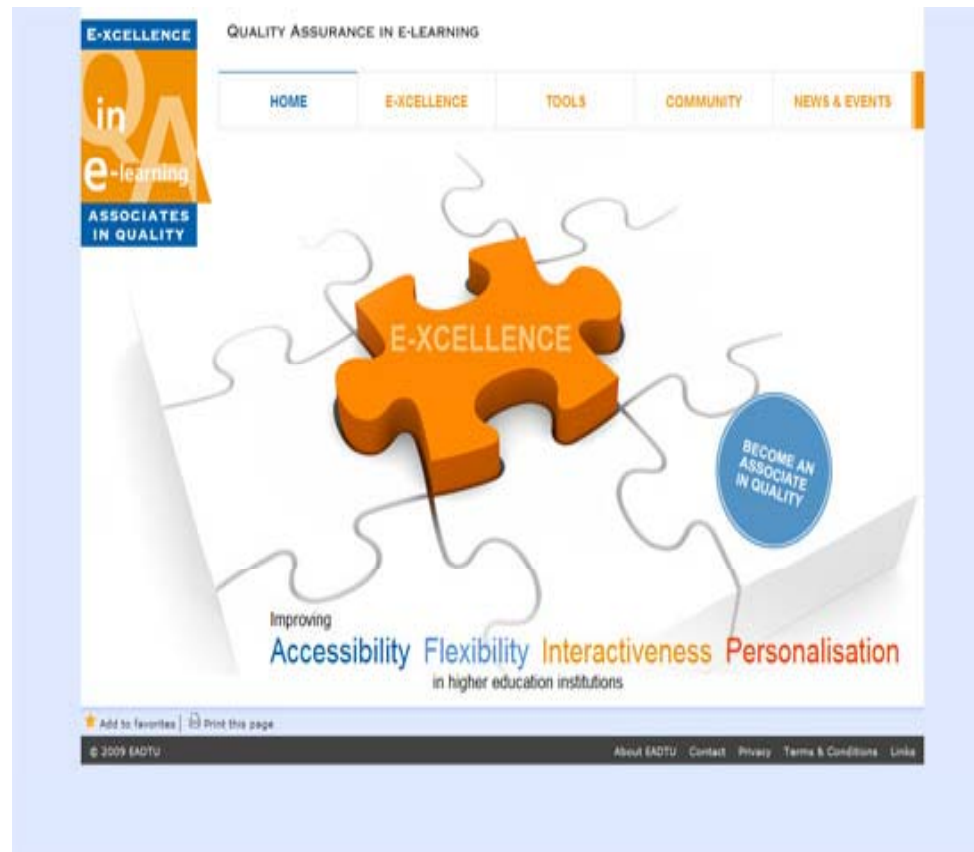 E-XCELLENCE
QA
in
e-learning
ASSOCIATES
IN QUALITY
QUALITY ASSURANCE IN E-LEARNING
HOME E-XCELLENCE TOOLS COMMUNITY NEWS & EVENTS
E-XCELLENCE
BECOME AN
ASSOCIATE
IN QUALITY
Improving
Accessibility Flexibility Interactiveness Personalisation
in higher education institutions
Add to favorites | Print this page
© 2009 EADTU
About EADTU Contact Privacy Terms & Conditions Links